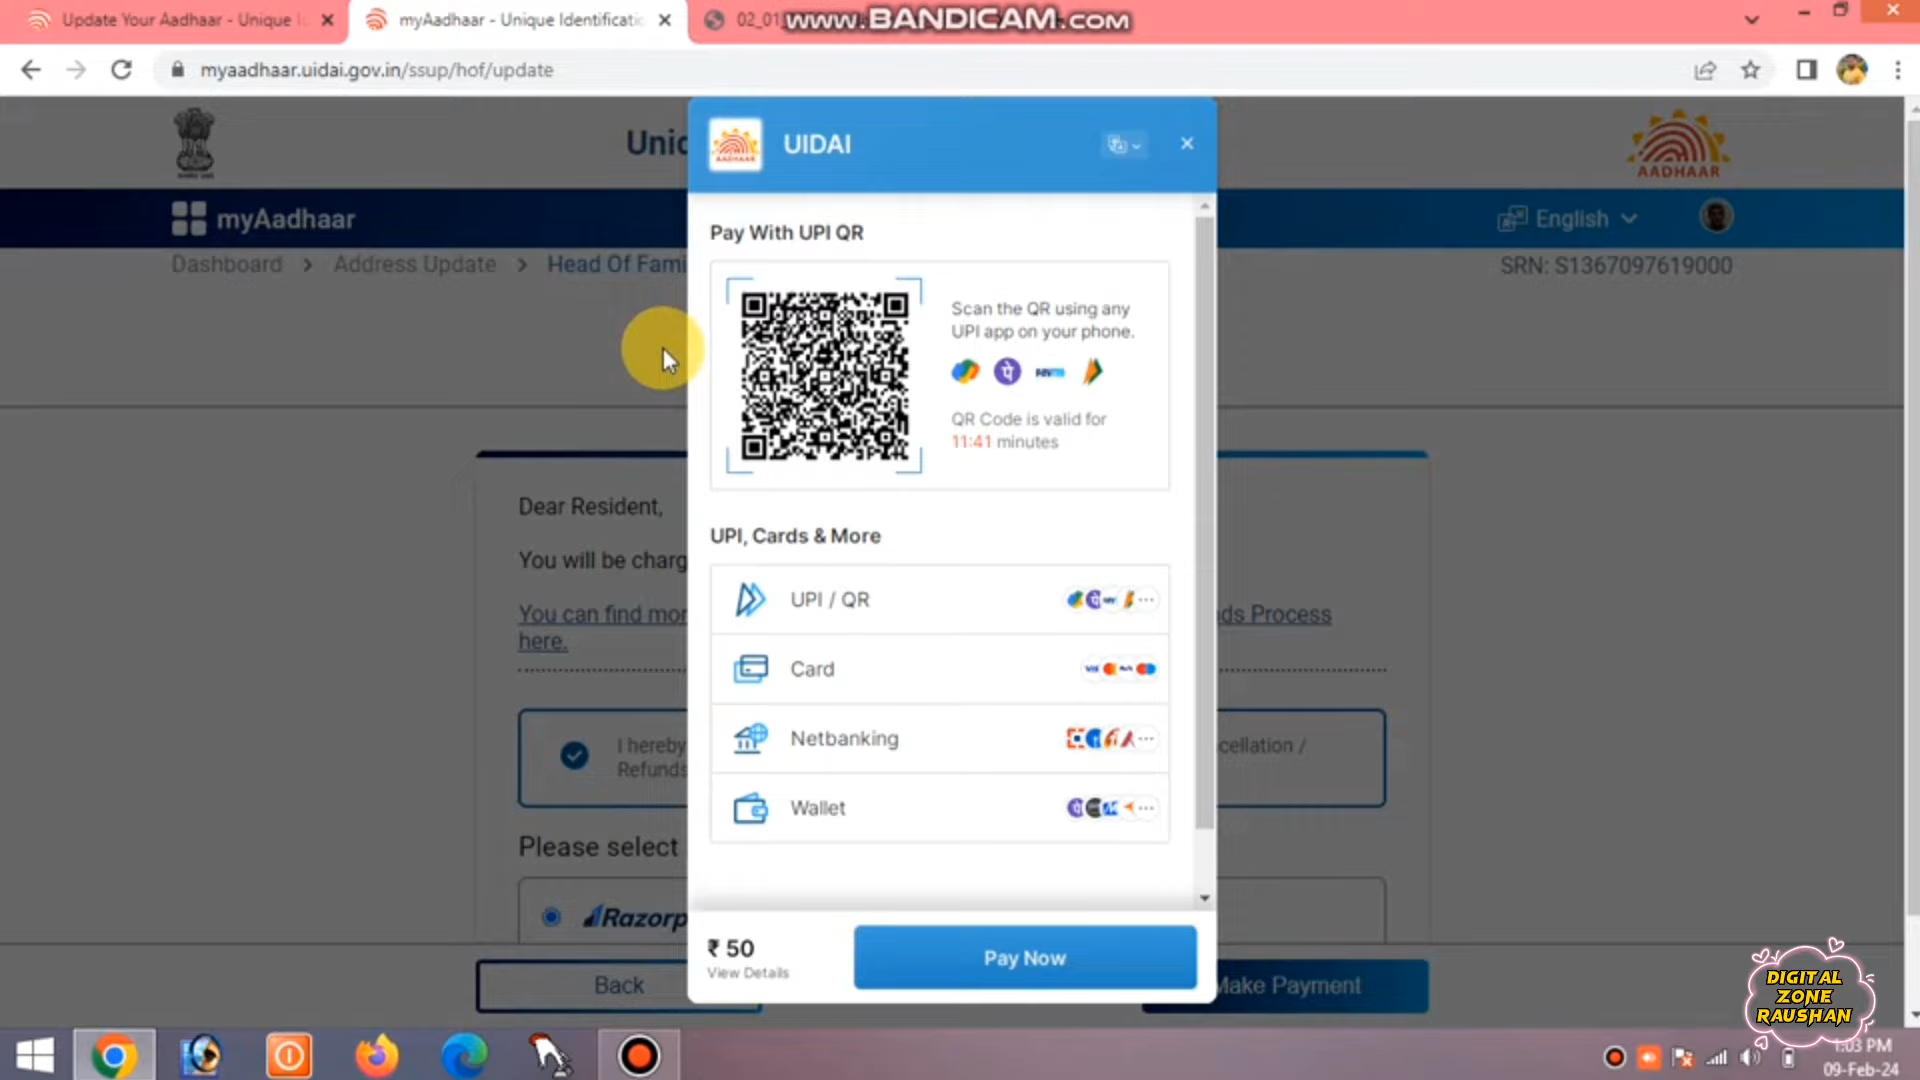 Update Your Aadhaar - Unique I
myAadhaar - Unique Identificatio
02_01
www.BANDICAM.com
myaadhaar.uidai.gov.in/ssup/hof/update
Uniq
AADHAAR
UIDAI
AADHAAR
myAadhaar
English
Dashboard > Address Update > Head Of Fami
SRN: S1367097619000
Pay With UPI QR
Scan the QR using any
UPI app on your phone.
Paytm
QR Code is valid for
11:41 minutes
Dear Resident,
You will be charg
You can find mor
ds Process
here.
UPI, Cards & More
UPI / QR
Card
VISA
Netbanking
Wallet
I hereby
cellation /
Refunds
Please select
Razorp
₹ 50
View Details
Pay Now
Back
Make Payment
DIGITAL
ZONE
RAUSHAN
1:03 PM
09-Feb-24